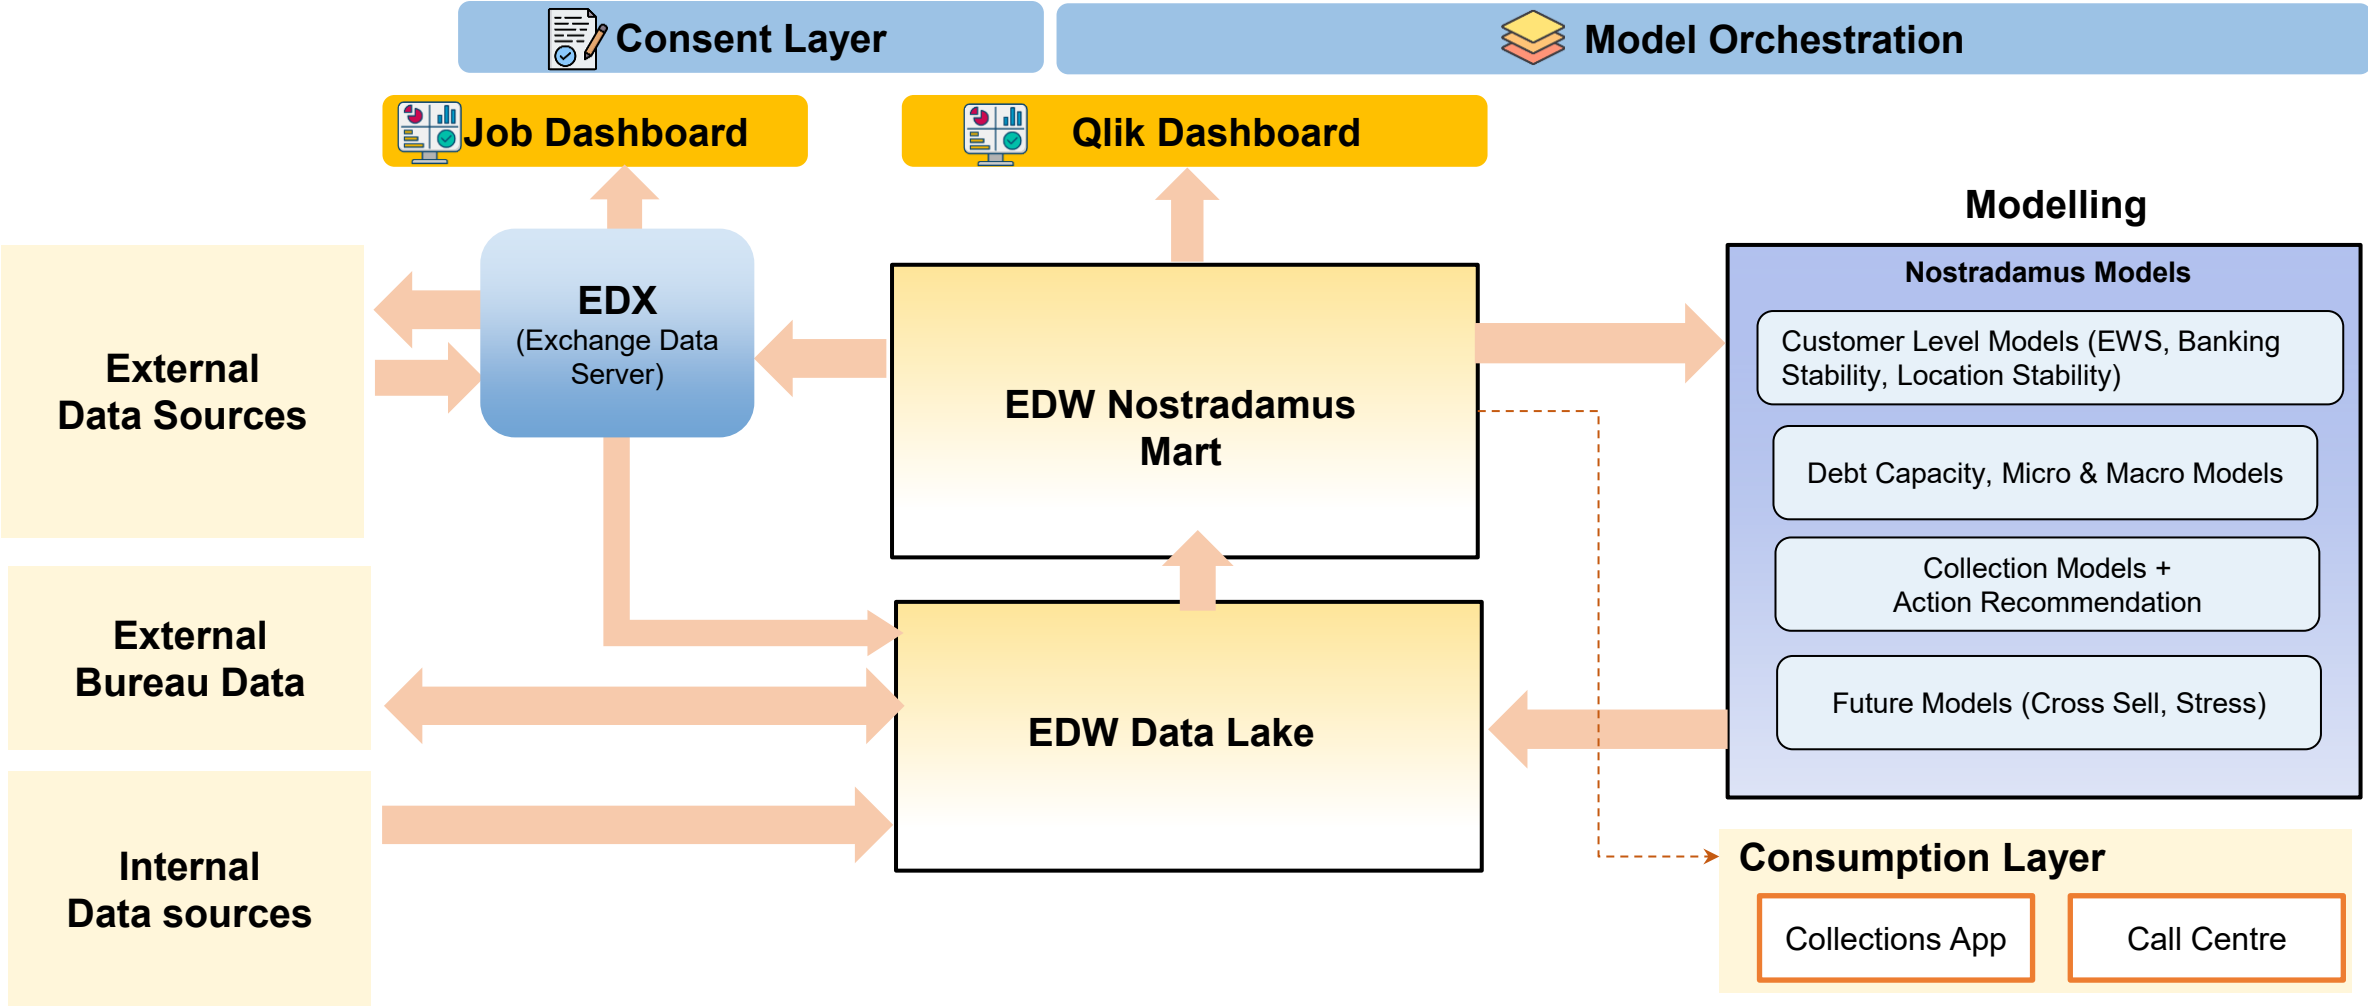 Consent Layer
Model Orchestration
Job Dashboard
Qlik Dashboard
Modelling
External
Data Sources
EDX
(Exchange Data
Server)
EDW Nostradamus
Mart
Nostradamus Models
Customer Level Models (EWS, Banking
Stability, Location Stability)
Debt Capacity, Micro & Macro Models
Collection Models +
Action Recommendation
Future Models (Cross Sell, Stress)
External
Bureau Data
EDW Data Lake
Internal
Data sources
Consumption Layer
Collections App
Call Centre